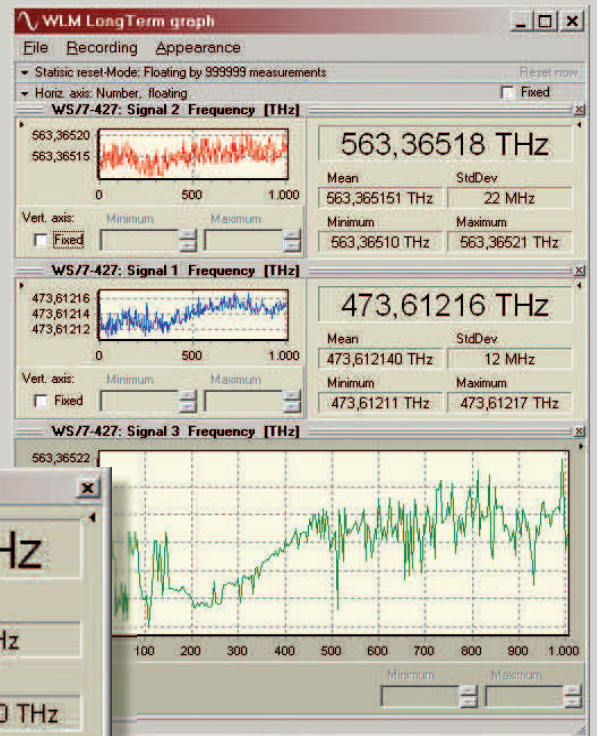 WLM LongTerm graph
File Recording Appearance
Statisic reset-Mode: Floating by 999999 measurements Reset now
Horiz. axis: Number, floating Fixed
WS/7-427: Signal 2 Frequency [THz]
563,36520
563,36515
0 500 1.000
Vert. axis: Minimum Maximum
Fixed
563,36518 THz
Mean StdDev
563,365151 THz 22 MHz
Minimum Maximum
563,36510 THz 563,36521 THz
WS/7-427: Signal 1 Frequency [THz]
473,61216
473,61214
473,61212
0 500 1.000
Vert. axis: Minimum Maximum
Fixed
473,61216 THz
Mean StdDev
473,612140 THz 12 MHz
Minimum Maximum
473,61211 THz 473,61217 THz
WS/7-427: Signal 3 Frequency [THz]
563,36522
100 200 300 400 500 600 700 800 900 1.000
Minimum Maximum
Hz
Hz
0 THz